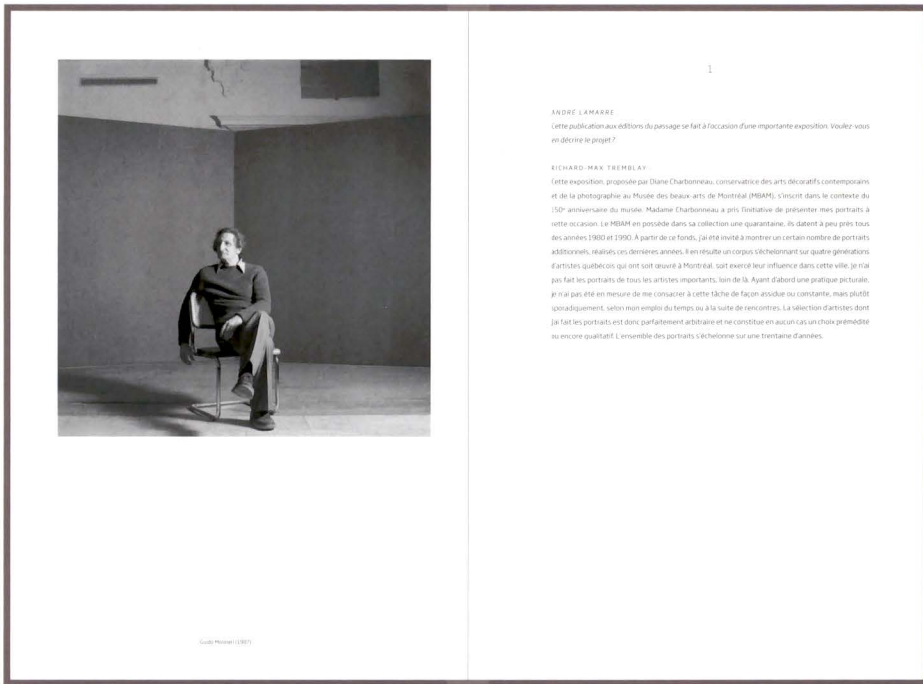 Guido Molinari (1987)
1
ANDRÉ LAMARRE
Cette publication aux éditions du passage se fait à l'occasion d'une importante exposition. Voulez-vous
en décrire le projet ?
RICHARD-MAX TREMBLAY
Cette exposition, proposée par Diane Charbonneau, conservatrice des arts décoratifs contemporains
et de la photographie au Musée des beaux-arts de Montréal (MBAM), s'inscrit dans le contexte du
150e anniversaire du musée. Madame Charbonneau a pris l'initiative de présenter mes portraits à
cette occasion. Le MBAM en possède dans sa collection une quarantaine, ils datent à peu près tous
des années 1980 et 1990. À partir de ce fonds, j'ai été invité à montrer un certain nombre de portraits
additionnels, réalisés ces dernières années. Il en résulte un corpus s'échelonnant sur quatre générations
d'artistes québécois qui ont soit œuvré à Montréal, soit exercé leur influence dans cette ville. Je n'ai
pas fait les portraits de tous les artistes importants, loin de là. Ayant d'abord une pratique picturale,
je n'ai pas été en mesure de me consacrer à cette tâche de façon assidue ou constante, mais plutôt
sporadiquement, selon mon emploi du temps ou à la suite de rencontres. La sélection d'artistes dont
j'ai fait les portraits est donc parfaitement arbitraire et ne constitue en aucun cas un choix prémédité
ou encore qualitatif. L'ensemble des portraits s'échelonne sur une trentaine d'années.